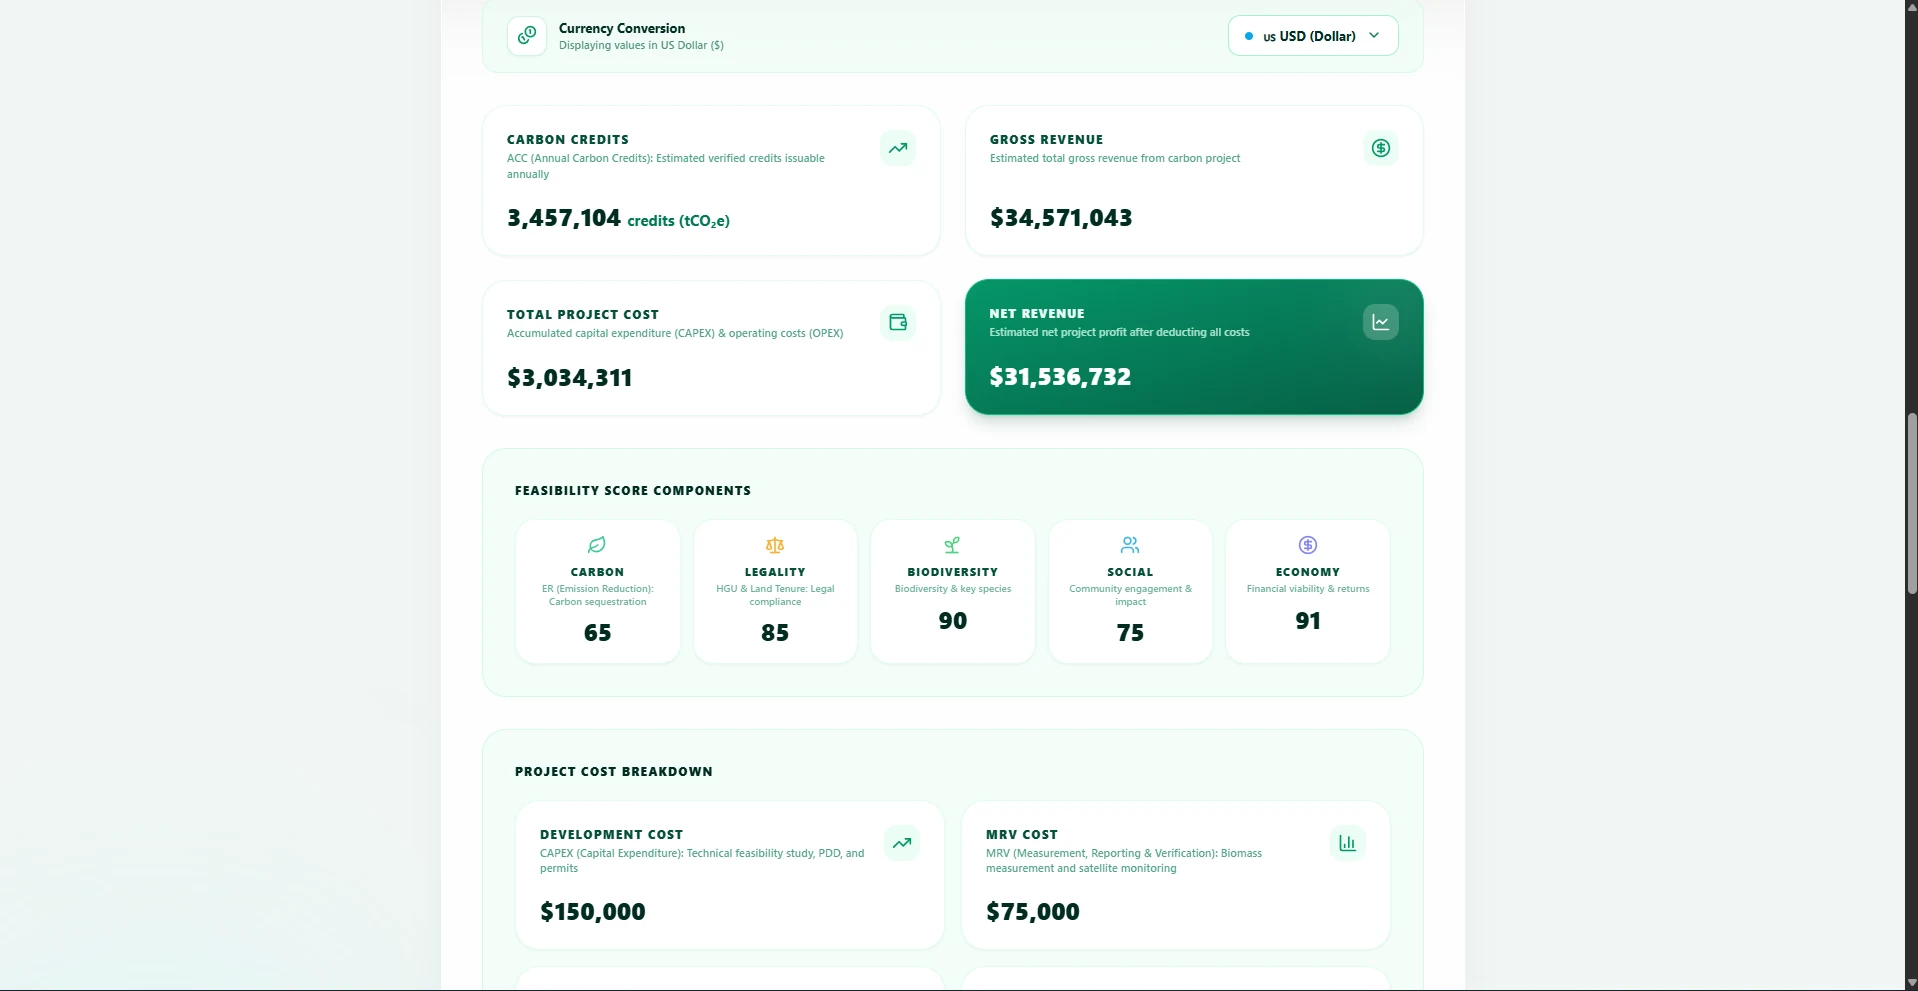 Currency Conversion
Displaying values in US Dollar ($)
us USD (Dollar)
CARBON CREDITS
ACC (Annual Carbon Credits): Estimated verified credits issuable
annually
3,457,104 credits (tCO₂e)
GROSS REVENUE
Estimated total gross revenue from carbon project
$34,571,043
TOTAL PROJECT COST
Accumulated capital expenditure (CAPEX) & operating costs (OPEX)
$3,034,311
NET REVENUE
Estimated net project profit after deducting all costs
$31,536,732
FEASIBILITY SCORE COMPONENTS
CARBON
ER (Emission Reduction):
Carbon sequestration
65
LEGALITY
HGU & Land Tenure: Legal
compliance
85
BIODIVERSITY
Biodiversity & key species
90
SOCIAL
Community engagement &
impact
75
ECONOMY
Financial viability & returns
91
PROJECT COST BREAKDOWN
DEVELOPMENT COST
CAPEX (Capital Expenditure): Technical feasibility study, PDD, and
permits
$150,000
MRV COST
MRV (Measurement, Reporting & Verification): Biomass
measurement and satellite monitoring
$75,000